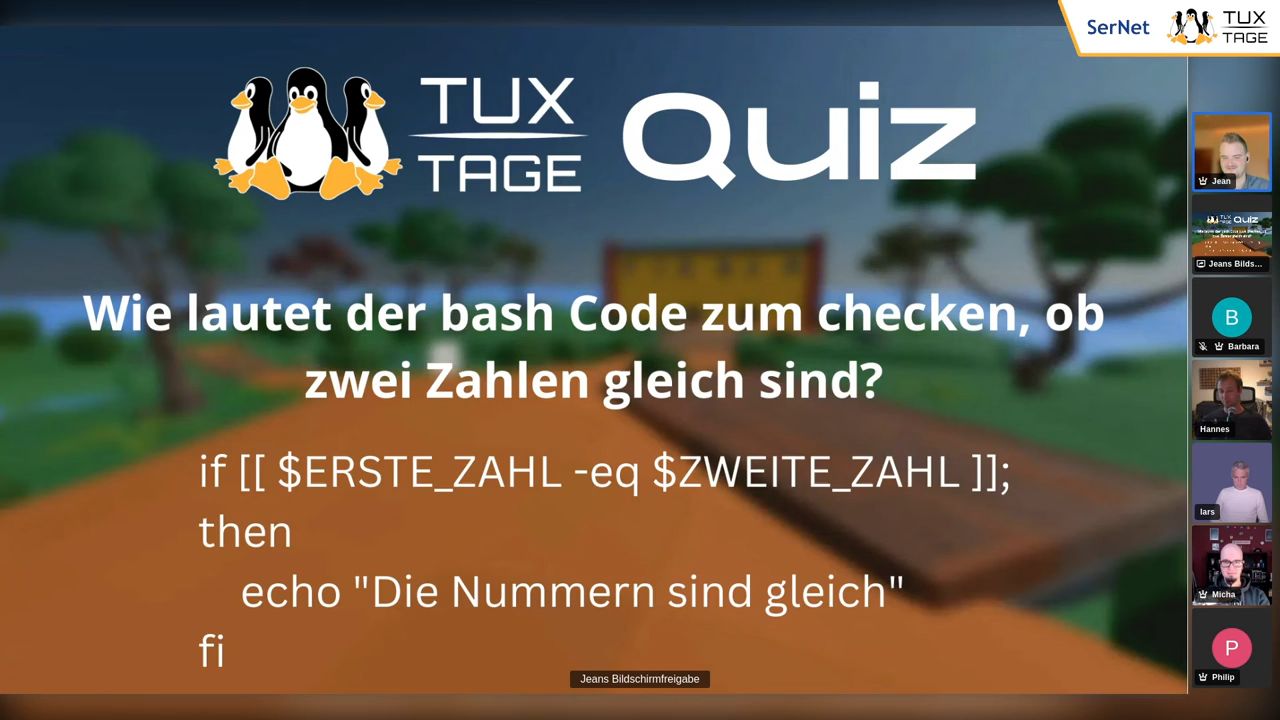 SerNet
TUX
TAGE
TUX
TAGE
Quiz
Wie lautet der bash Code zum checken, ob
zwei Zahlen gleich sind?
if [[ $ERSTE_ZAHL -eq $ZWEITE_ZAHL ]];
then
echo "Die Nummern sind gleich"
fi
Jeans Bildschirmfreigabe
Jean
Jeans Bilds...
B
Barbara
Hannes
lars
Micha
P
Philip